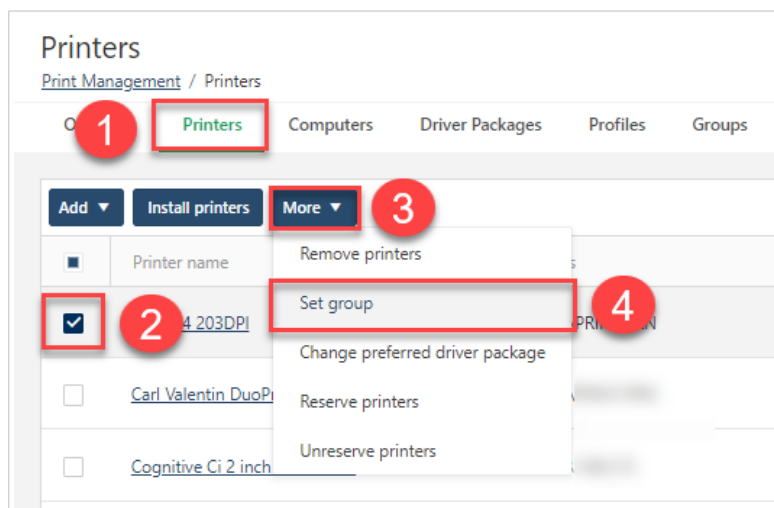 Printers
Print Management / Printers
1
Printers
Computers
Driver Packages
Profiles
Groups
Add
Install printers
More
3
Printer name
Remove printers
2
4 203DPI
Set group
4
Change preferred driver package
Carl Valentin
Reserve printers
Cognitive Ci 2 inch
Unreserve printers